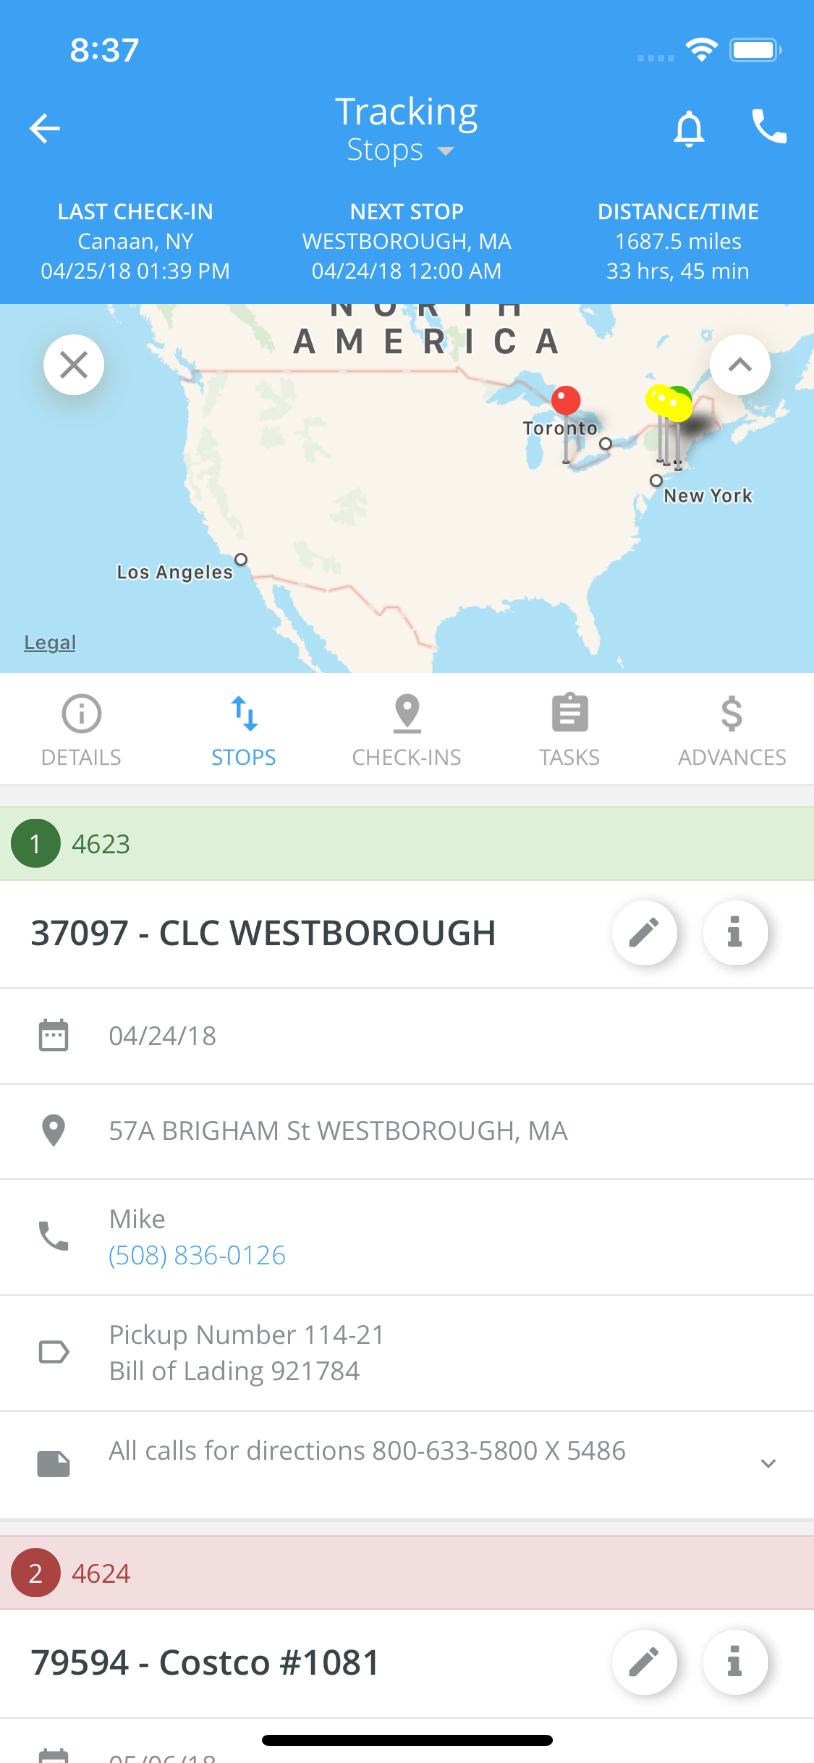 8:37
Tracking
Stops
LAST CHECK-IN
Canaan, NY
04/25/18 01:39 PM
NEXT STOP
WESTBOROUGH, MA
04/24/18 12:00 AM
DISTANCE/TIME
1687.5 miles
33 hrs, 45 min
NORTH
AMERICA
Toronto
New York
Los Angeles
Legal
DETAILS
STOPS
CHECK-INS
TASKS
ADVANCES
1 4623
37097 - CLC WESTBOROUGH
04/24/18
57A BRIGHAM St WESTBOROUGH, MA
Mike
(508) 836-0126
Pickup Number 114-21
Bill of Lading 921784
All calls for directions 800-633-5800 X 5486
2 4624
79594 - Costco #1081
05/06/18